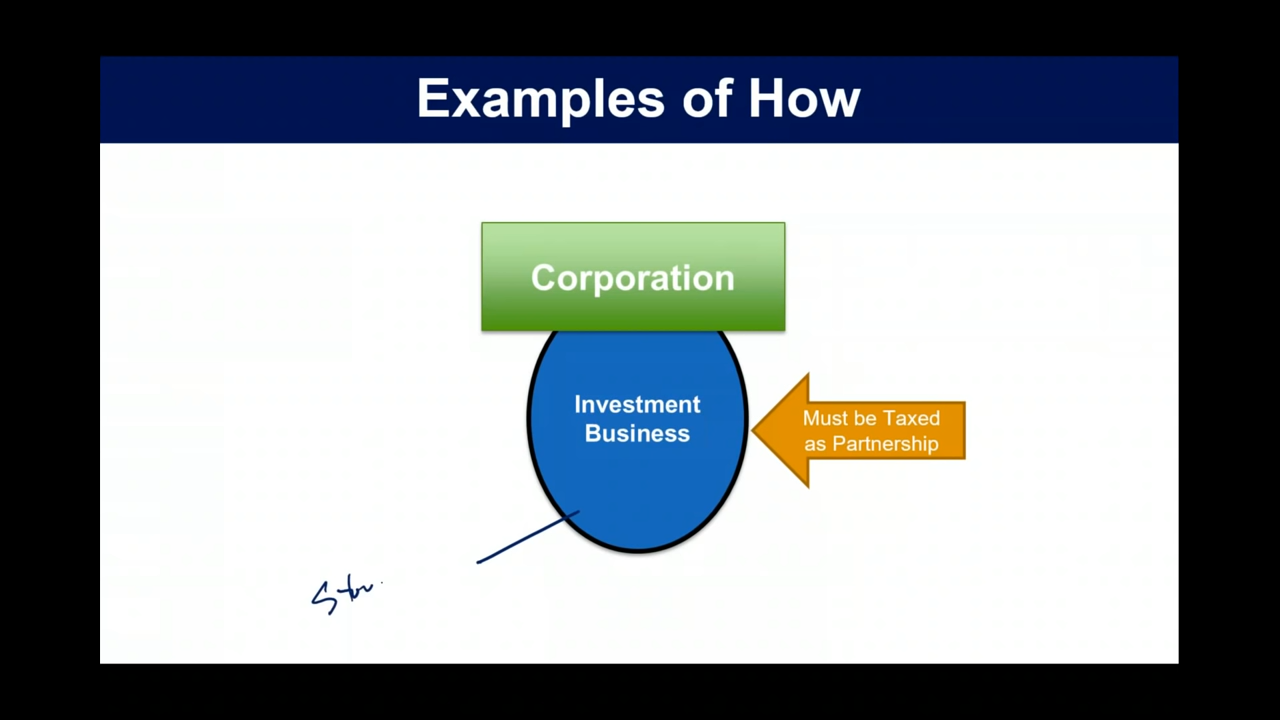 Examples of How
Corporation
Investment
Business
Must be Taxed
as Partnership